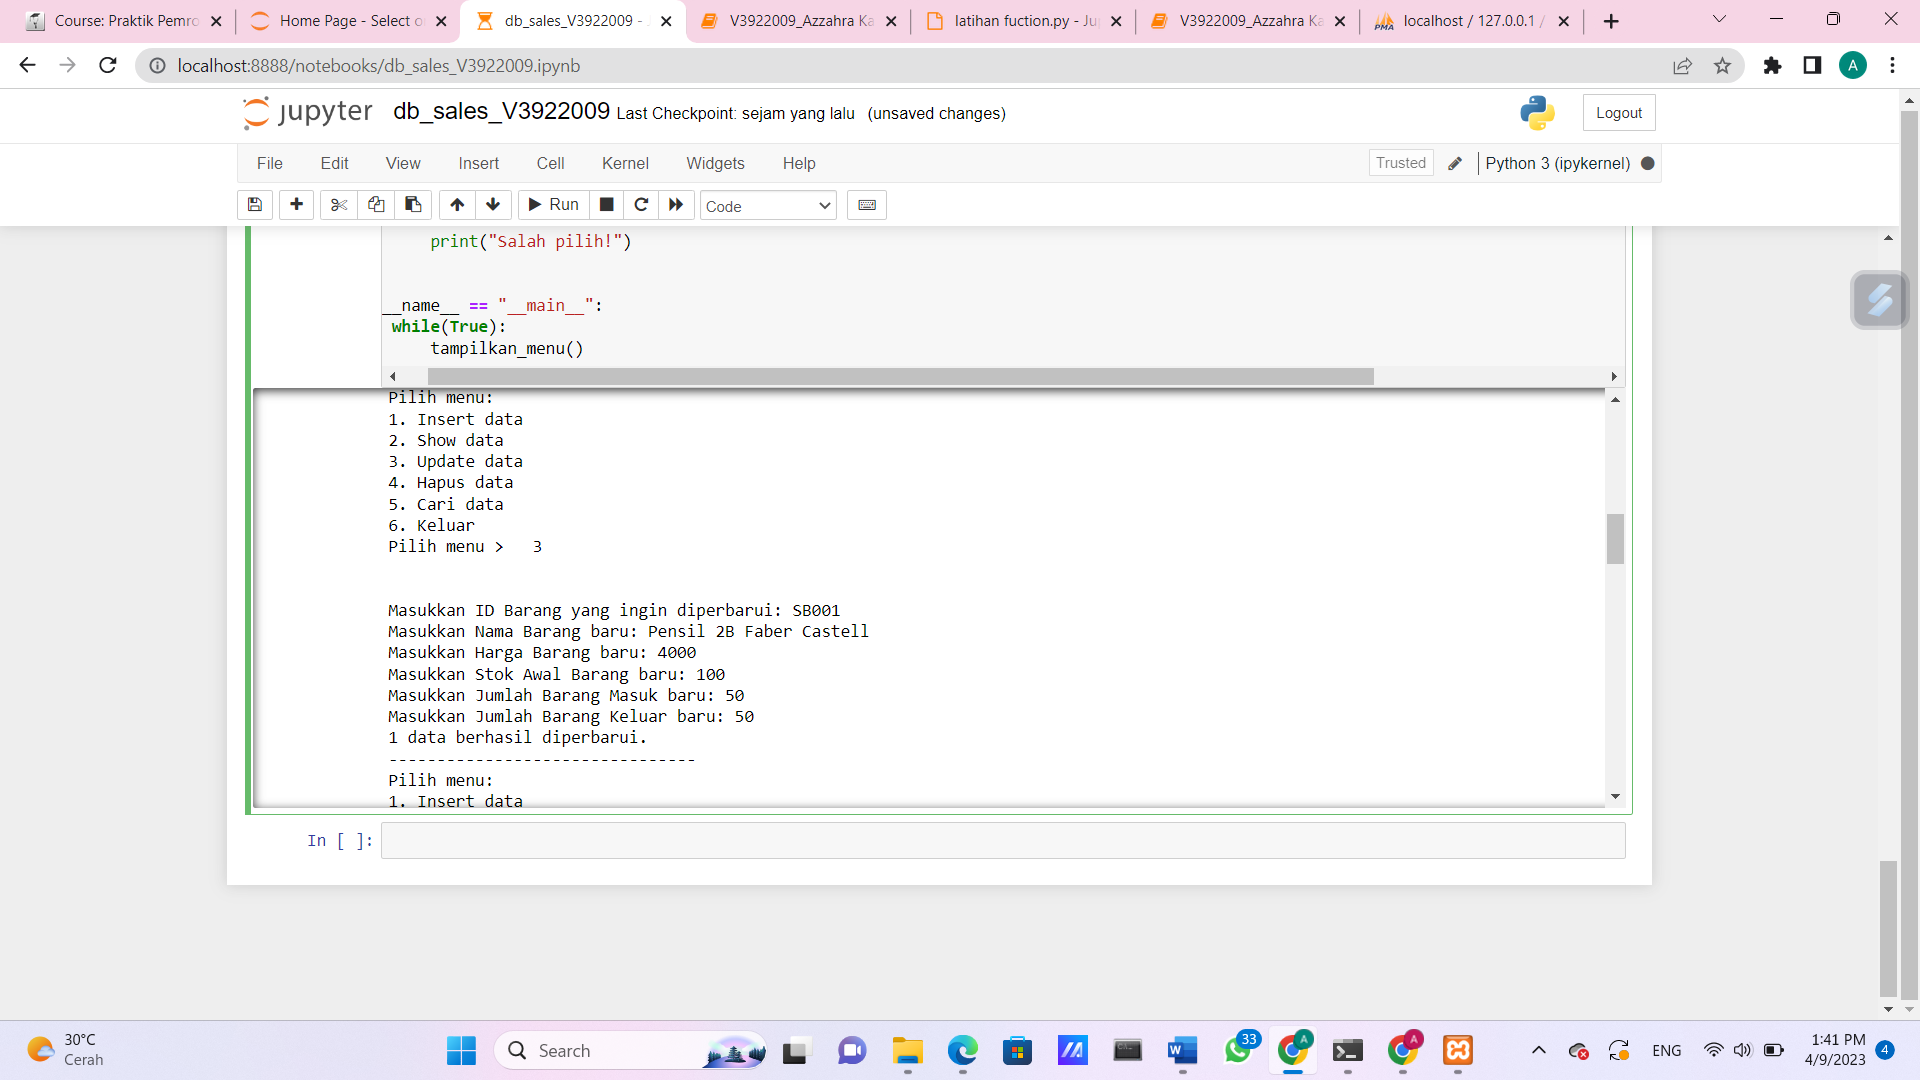 Course: Praktik Pemro
Home Page - Select o
db_sales_V3922009 -
V3922009_Azzahra Ka
latihan fuction.py - Ju
V3922009_Azzahra Ka
localhost / 127.0.0.1 /
localhost:8888/notebooks/db_sales_V3922009.ipynb
A
jupyter db_sales_V3922009 Last Checkpoint: sejam yang lalu (unsaved changes)
Logout
File Edit View Insert Cell Kernel Widgets Help
Trusted
Python 3 (ipykernel)
Run
Code
print("Salah pilih!")
__name__ == "__main__":
while(True):
tampilkan_menu()
Pilih menu:
1. Insert data
2. Show data
3. Update data
4. Hapus data
5. Cari data
6. Keluar
Pilih menu > 3
Masukkan ID Barang yang ingin diperbarui: SB001
Masukkan Nama Barang baru: Pensil 2B Faber Castell
Masukkan Harga Barang baru: 4000
Masukkan Stok Awal Barang baru: 100
Masukkan Jumlah Barang Masuk baru: 50
Masukkan Jumlah Barang Keluar baru: 50
1 data berhasil diperbarui.
--------------------------------
Pilih menu:
1. Insert data
In [ ]:
30°C
Cerah
Search
33
A
A
ENG
1:41 PM
4/9/2023
4